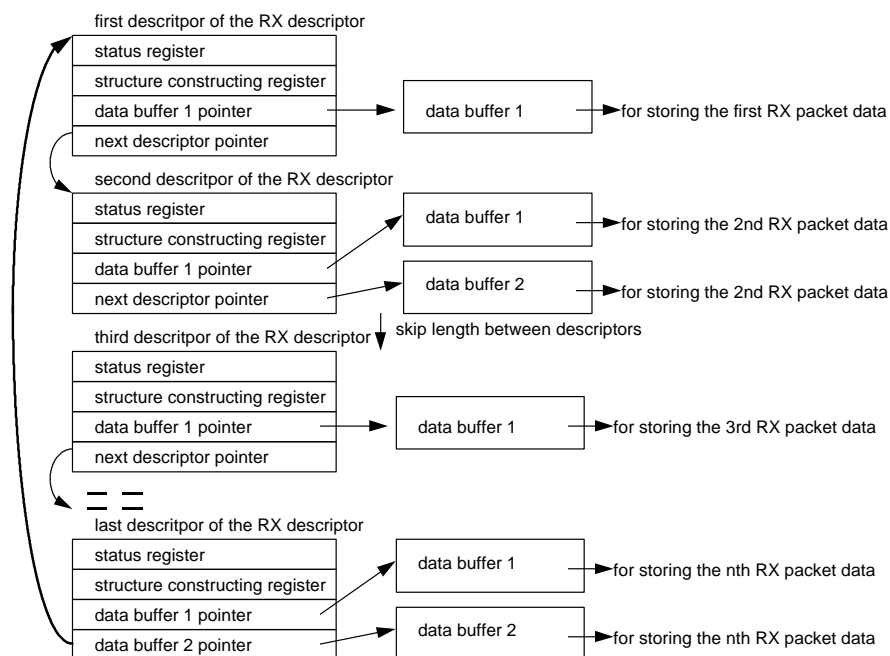 first descritpor of the RX descriptor
status register
structure constructing register
data buffer 1 pointer
next descriptor pointer
data buffer 1
for storing the first RX packet data
second descritpor of the RX descriptor
status register
structure constructing register
data buffer 1 pointer
next descriptor pointer
data buffer 1
for storing the 2nd RX packet data
data buffer 2
for storing the 2nd RX packet data
skip length between descriptors
third descritpor of the RX descriptor
status register
structure constructing register
data buffer 1 pointer
next descriptor pointer
data buffer 1
for storing the 3rd RX packet data
last descritpor of the RX descriptor
status register
structure constructing register
data buffer 1 pointer
data buffer 2 pointer
data buffer 1
for storing the nth RX packet data
data buffer 2
for storing the nth RX packet data